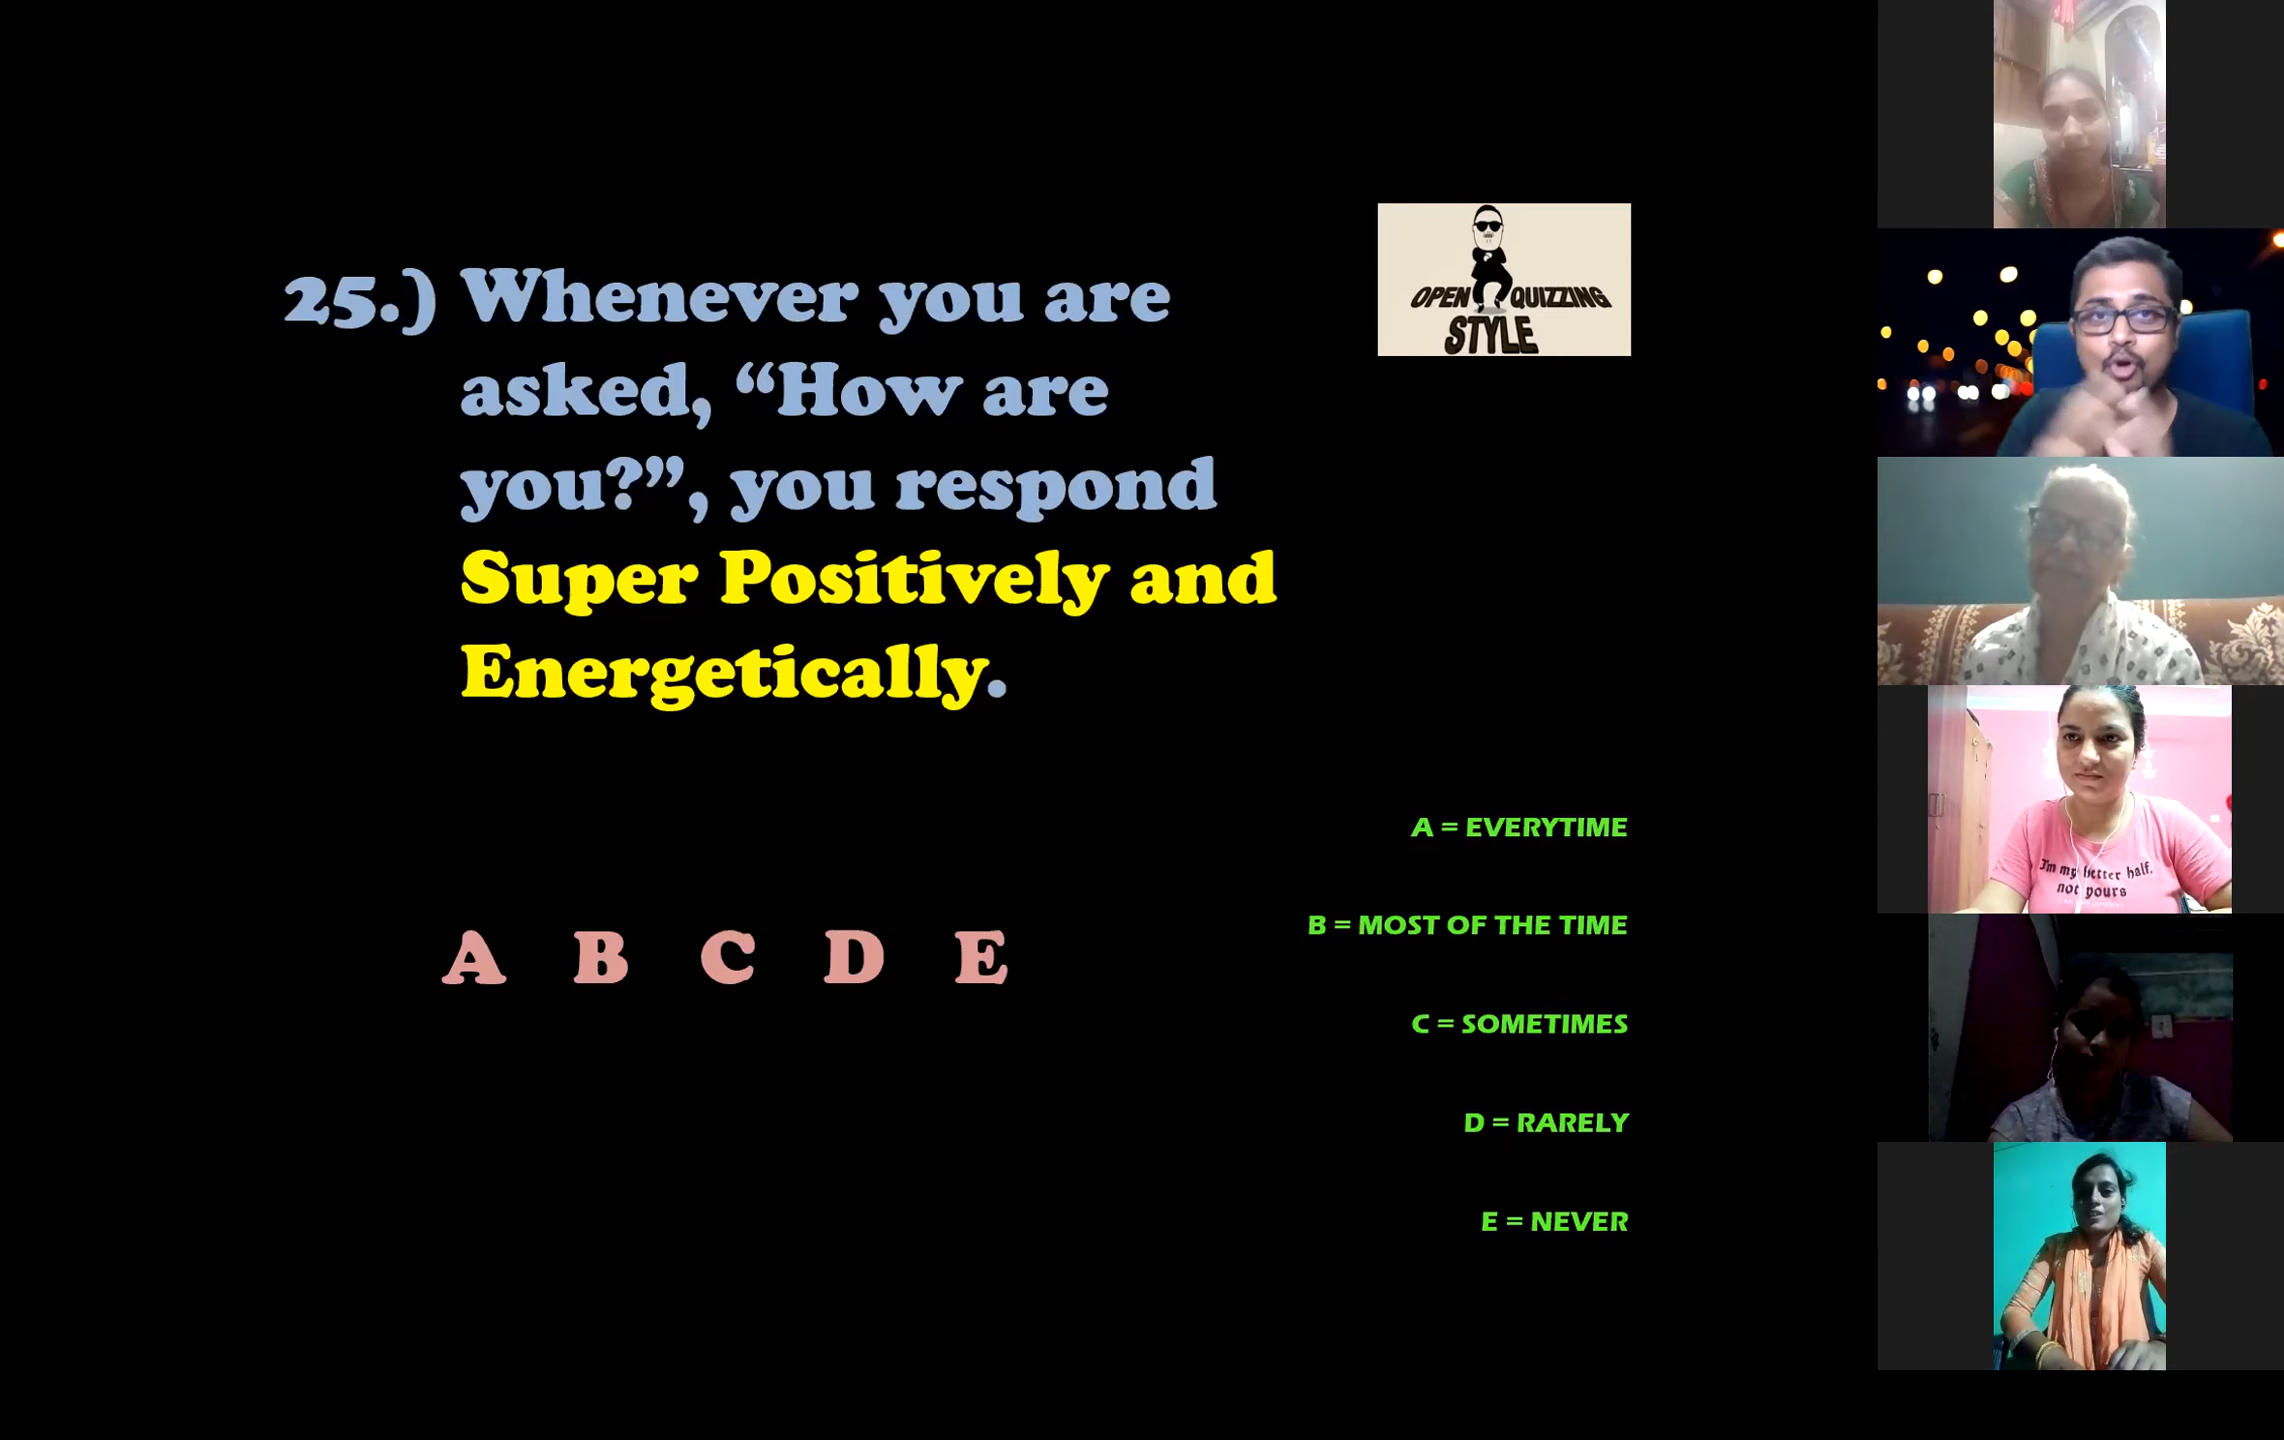 25.) Whenever you are
asked, “How are
you?”, you respond
Super Positively and
Energetically.
A B C D E
OPEN QUIZZING
STYLE
A = EVERYTIME
B = MOST OF THE TIME
C = SOMETIMES
D = RARELY
E = NEVER
I'm my better half,
not yours